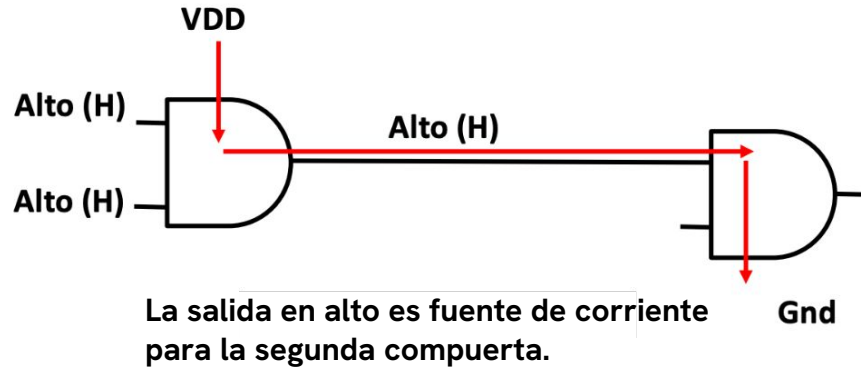 VDD
Alto (H)
Alto (H)
Alto (H)
Gnd
La salida en alto es fuente de corriente
para la segunda compuerta.